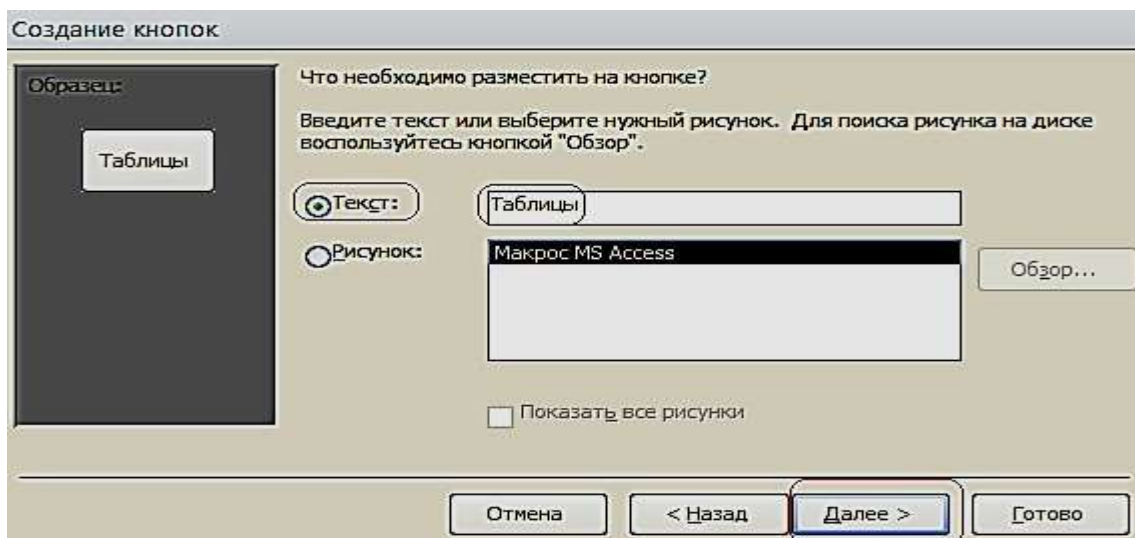 Создание кнопок
Образец:
Таблицы
Что необходимо разместить на кнопке?
Введите текст или выберите нужный рисунок. Для поиска рисунка на диске
воспользуйтесь кнопкой "Обзор".
Текст:
Таблицы
Рисунок:
Макрос MS Access
Обзор...
Показать все рисунки
Отмена
< Назад
Далее >
Готово